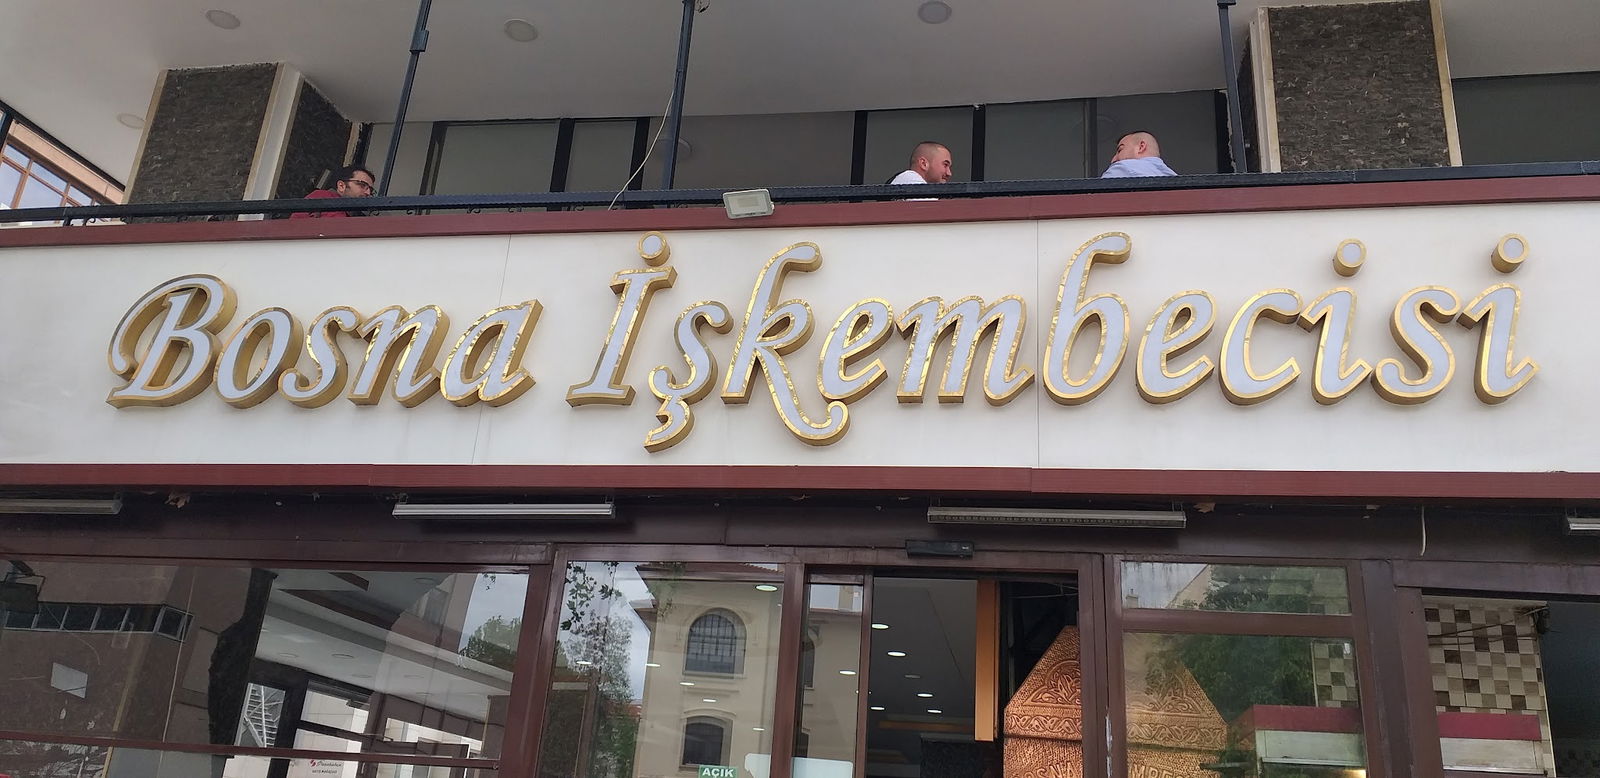 Bosna İşkembecisi
AÇIK